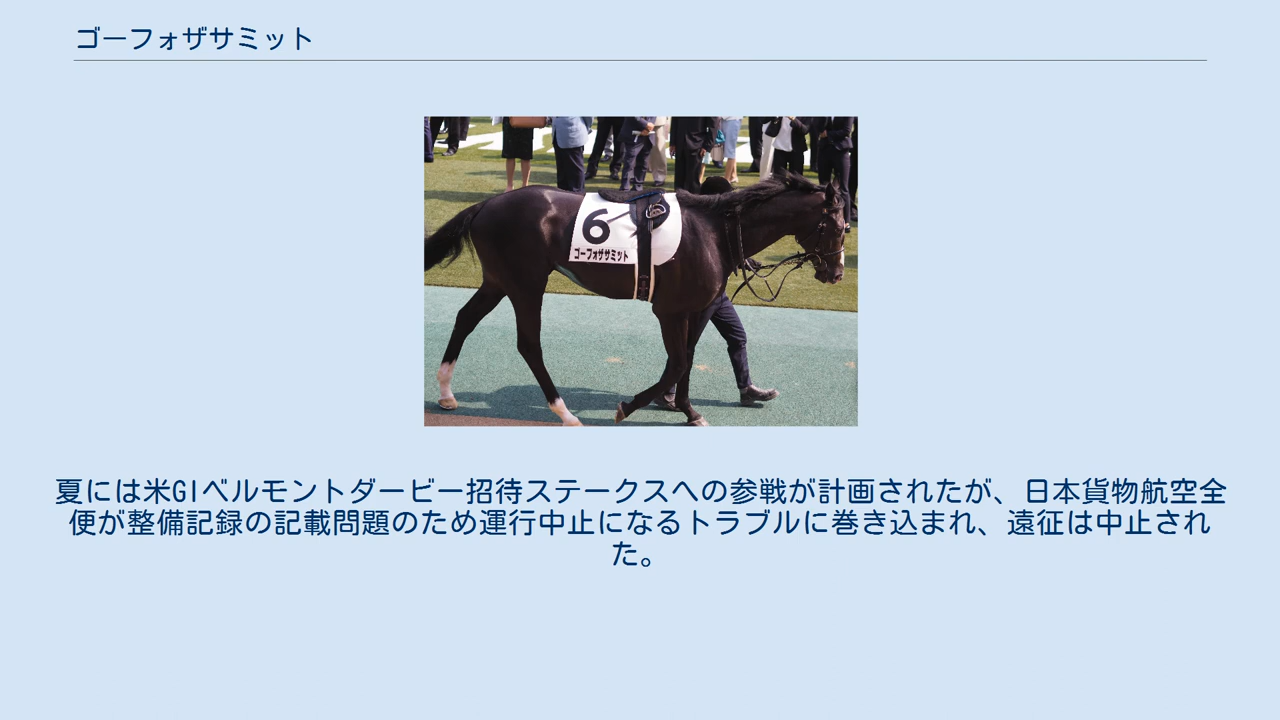 ゴーフォザサミット
6
ゴーフォザサミット
夏には米GIベルモントダービー招待ステークスへの参戦が計画されたが、日本貨物航空全
便が整備記録の記載問題のため運行中止になるトラブルに巻き込まれ、遠征は中止され
た。